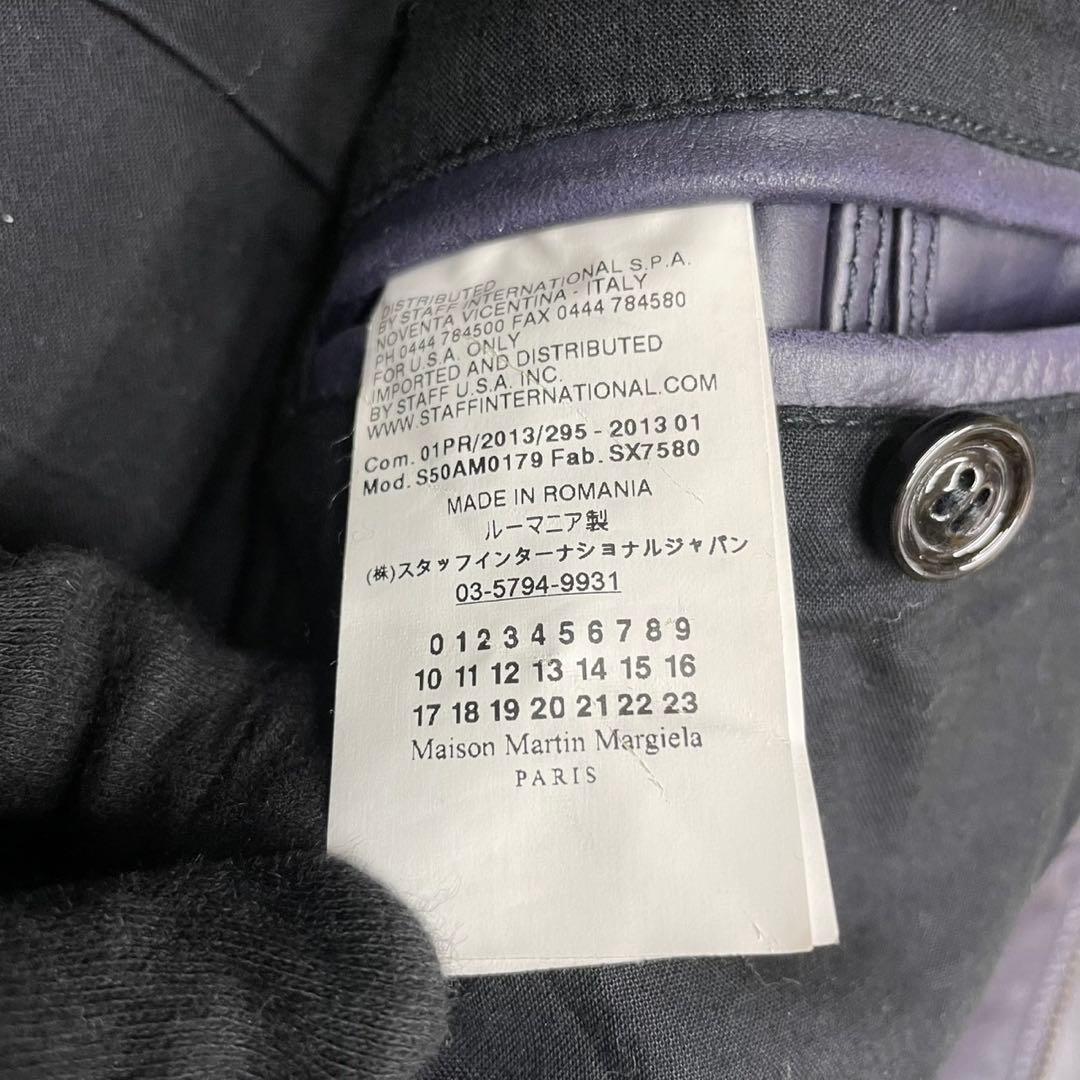 DISTRIBUTED
BY STAFF INTERNATIONAL S.P.A.
NOVENTA VICENTINA - ITALY
PH 0444 784500 FAX 0444 784580
FOR U.S.A. ONLY
IMPORTED AND DISTRIBUTED
BY STAFF U.S.A. INC.
WWW.STAFFINTERNATIONAL.COM
Com. 01PR/2013/295 - 2013 01
Mod. S50AM0179 Fab. SX7580
MADE IN ROMANIA
ルーマニア製
(株)スタッフインターナショナルジャパン
03-5794-9931
0 1 2 3 4 5 6 7 8 9
10 11 12 13 14 15 16
17 18 19 20 21 22 23
Maison Martin Margiela
PARIS